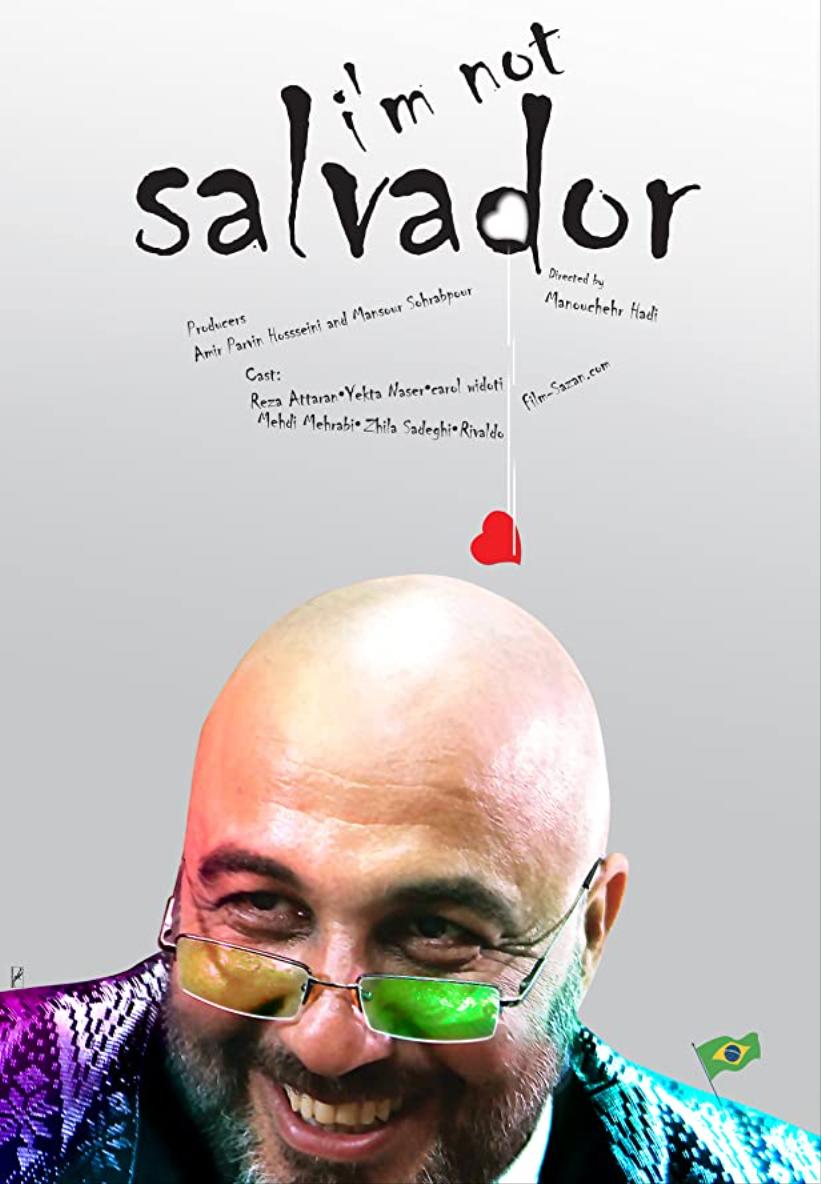 i'm not
salvador
Directed by
Manouchehr Hadi
Producers
Amir Parvin Hossseini and Mansour Sohrabpour
Cast:
Reza Attaran•Yekta Naser•carol widoti
Mehdi Mehrabi•Zhila Sadeghi•Rivaldo
Film-Sazan.com